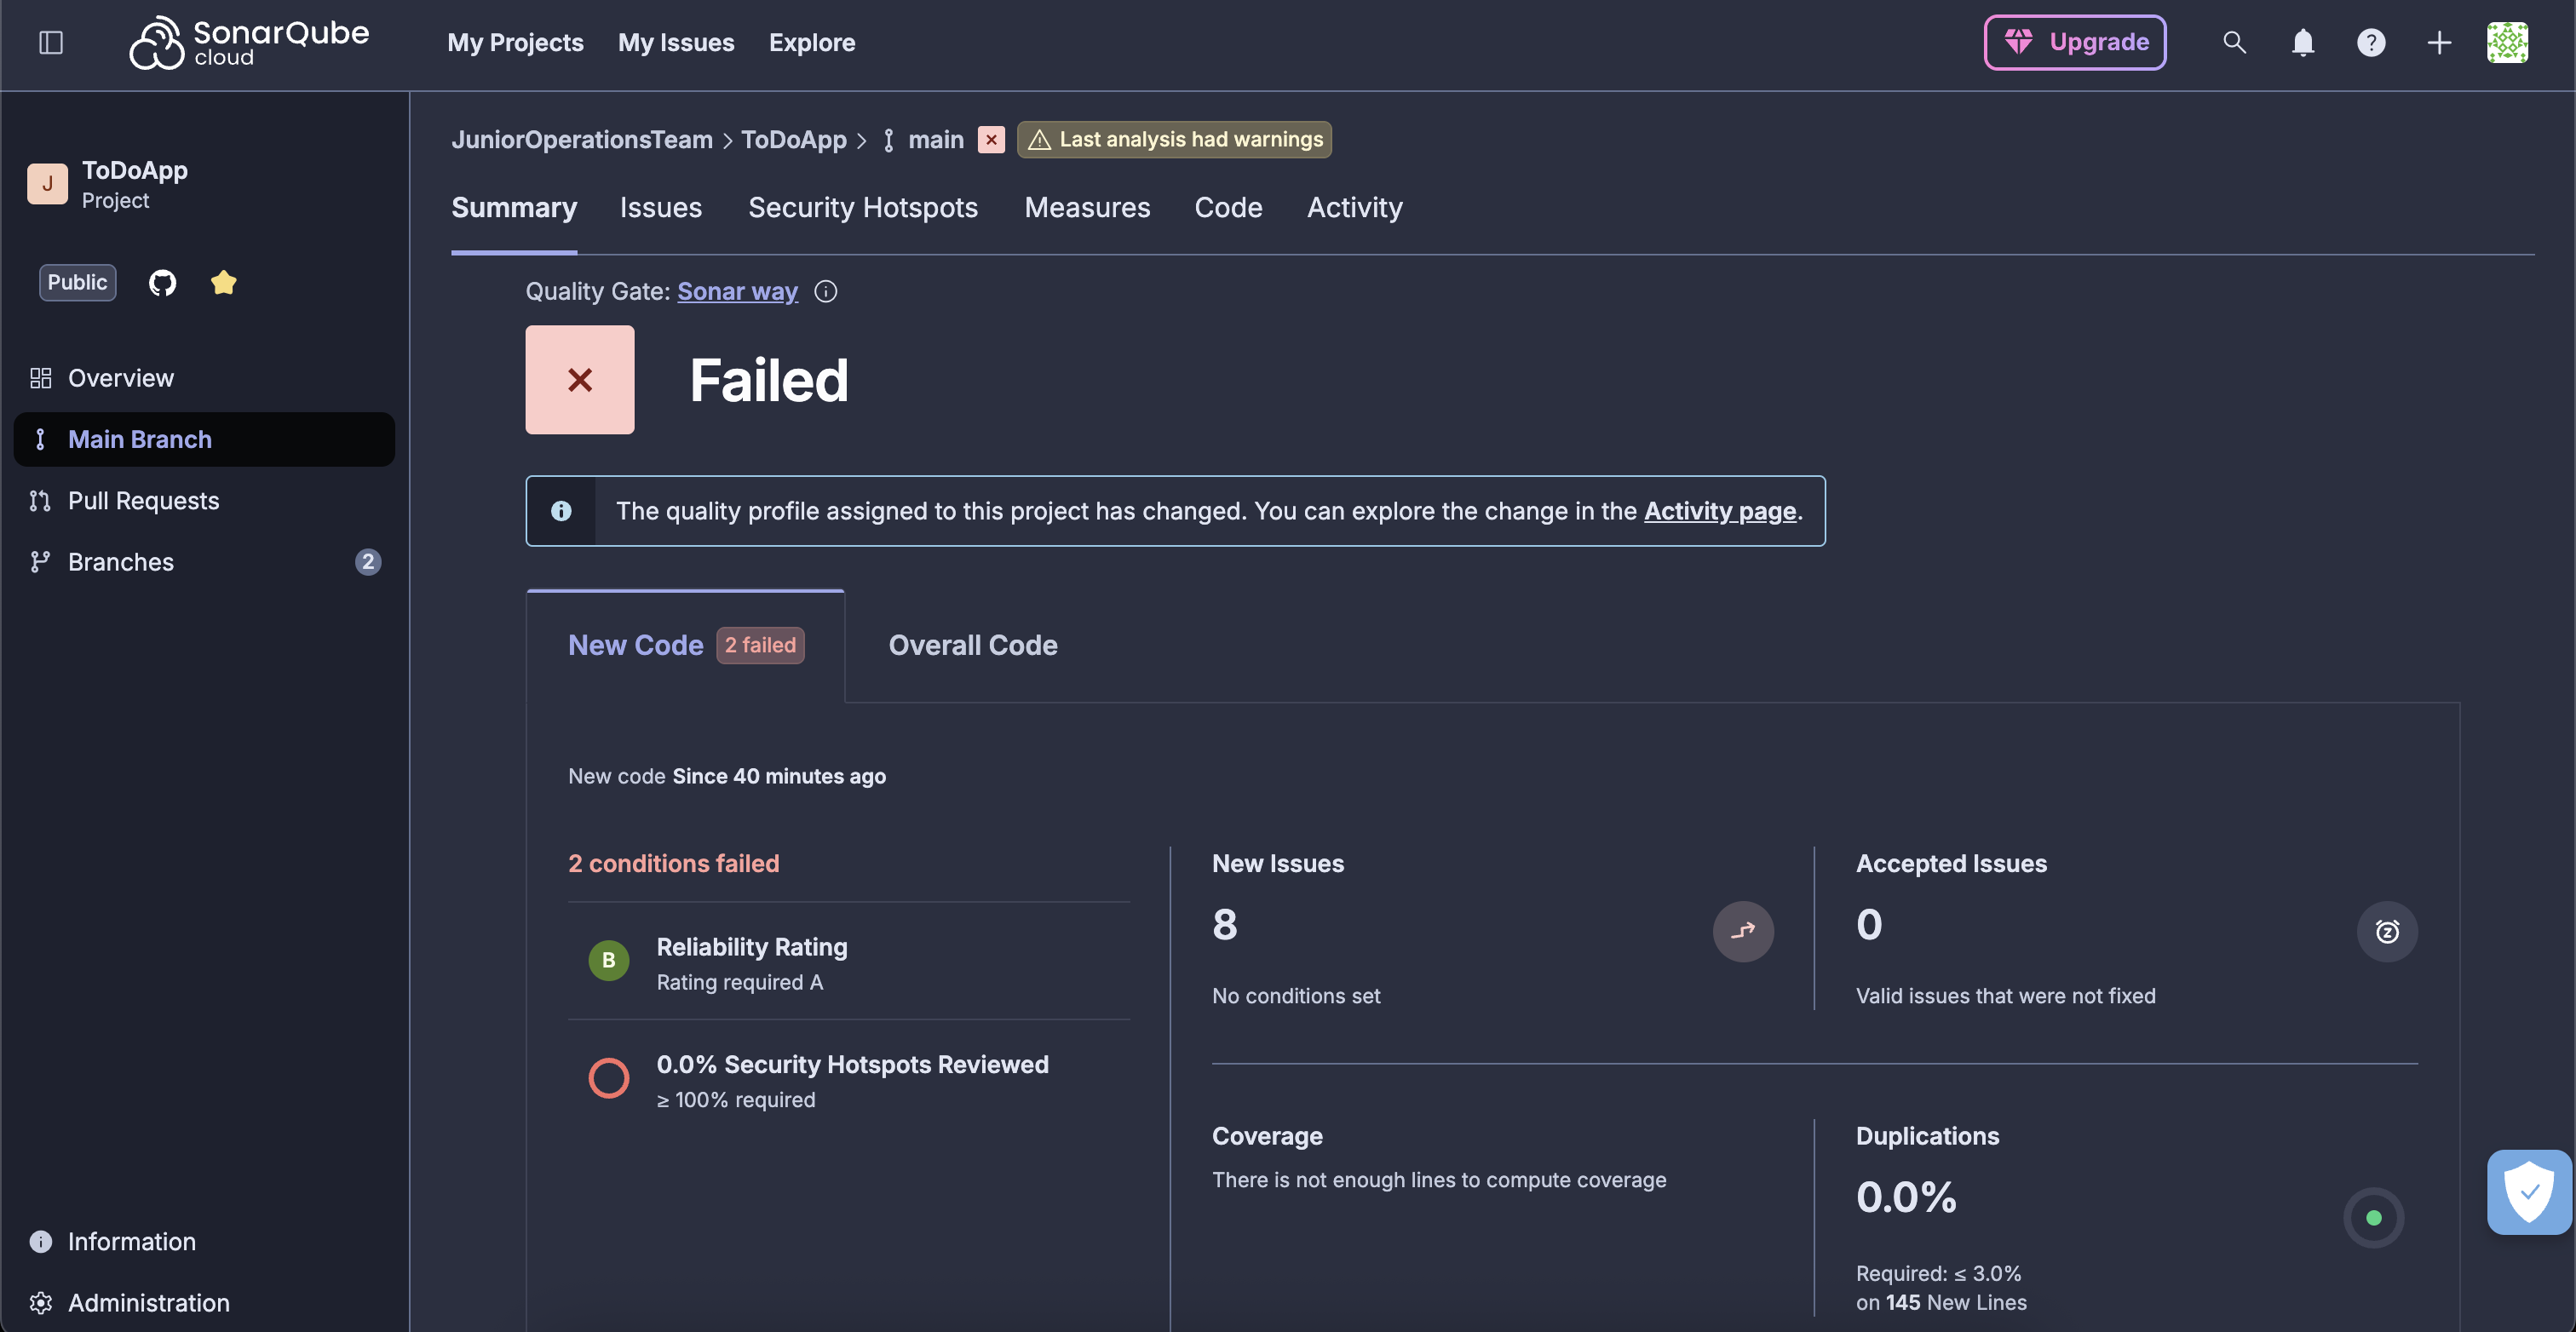 SonarQube
cloud
My Projects
My Issues
Explore
Upgrade
J
ToDoApp
Project
Public
Overview
Main Branch
Pull Requests
Branches
2
Information
Administration
JuniorOperationsTeam > ToDoApp > main
Last analysis had warnings
Summary
Issues
Security Hotspots
Measures
Code
Activity
Quality Gate: Sonar way
Failed
The quality profile assigned to this project has changed. You can explore the change in the Activity page.
New Code
2 failed
Overall Code
New code Since 40 minutes ago
2 conditions failed
B
Reliability Rating
Rating required A
0.0% Security Hotspots Reviewed
≥ 100% required
New Issues
8
No conditions set
Accepted Issues
0
Valid issues that were not fixed
Coverage
There is not enough lines to compute coverage
Duplications
0.0%
Required: ≤ 3.0%
on 145 New Lines